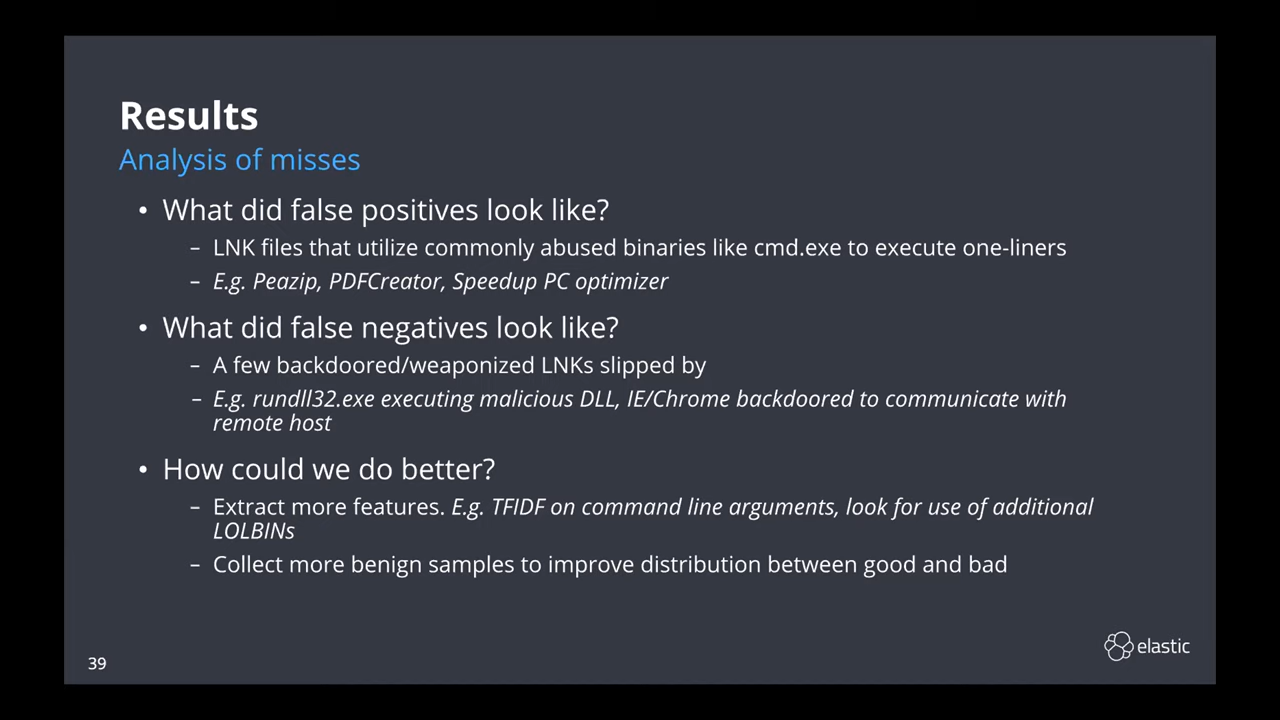 Results
Analysis of misses
• What did false positives look like?
– LNK files that utilize commonly abused binaries like cmd.exe to execute one-liners
– E.g. Peazip, PDFCreator, Speedup PC optimizer
• What did false negatives look like?
– A few backdoored/weaponized LNKs slipped by
– E.g. rundll32.exe executing malicious DLL, IE/Chrome backdoored to communicate with
remote host
• How could we do better?
– Extract more features. E.g. TFIDF on command line arguments, look for use of additional
LOLBINs
– Collect more benign samples to improve distribution between good and bad
elastic
39